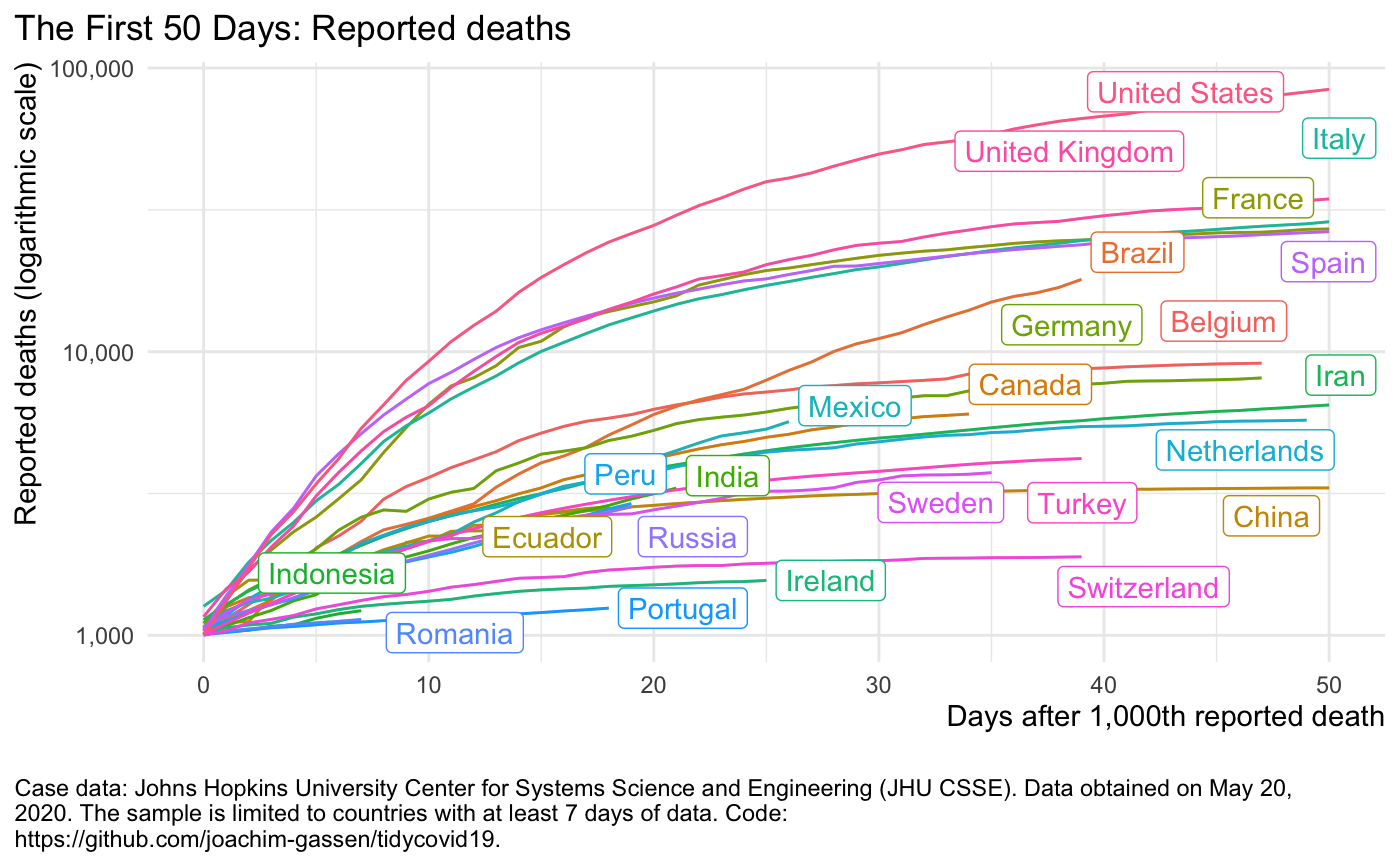 The First 50 Days: Reported deaths
Reported deaths (logarithmic scale)
100,000
10,000
1,000
United States
Italy
United Kingdom
France
Brazil
Spain
Germany
Belgium
Iran
Canada
Mexico
Netherlands
Peru
India
Sweden
Turkey
China
Ecuador
Russia
Indonesia
Ireland
Switzerland
Portugal
Romania
0
10
20
30
40
50
Days after 1,000th reported death
Case data: Johns Hopkins University Center for Systems Science and Engineering (JHU CSSE). Data obtained on May 20,
2020. The sample is limited to countries with at least 7 days of data. Code:
https://github.com/joachim-gassen/tidycovid19.